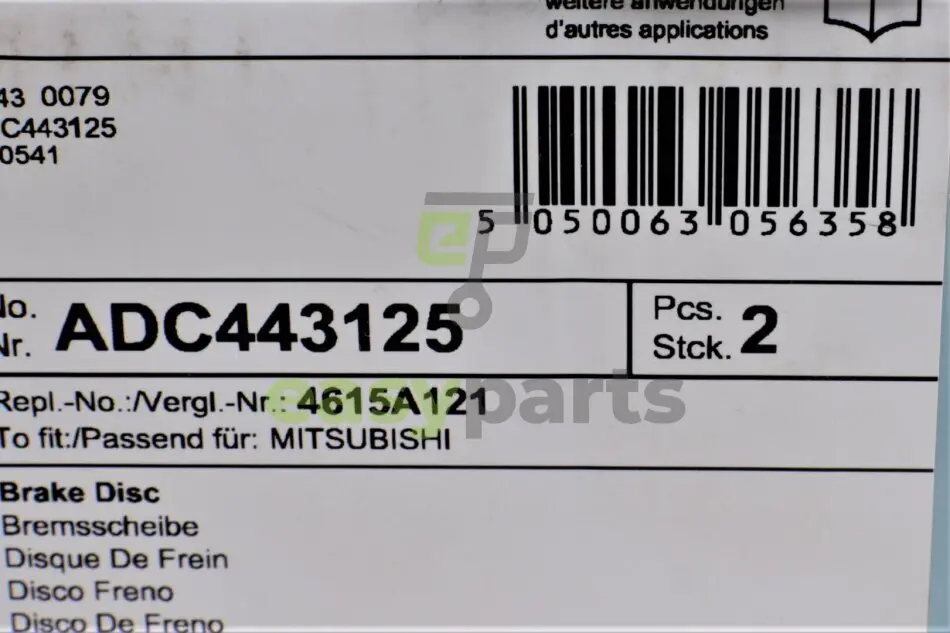 weitere anwendungen
d'autres applications
43 0079
C443125
0541
5 050063 056358
No.
Nr. ADC443125
Pcs.
Stck. 2
Repl.-No.:/Vergl.-Nr.: 4615A121
To fit:/Passend für: MITSUBISHI
easyparts
Brake Disc
Bremsscheibe
Disque De Frein
Disco Freno
Disco De Freno